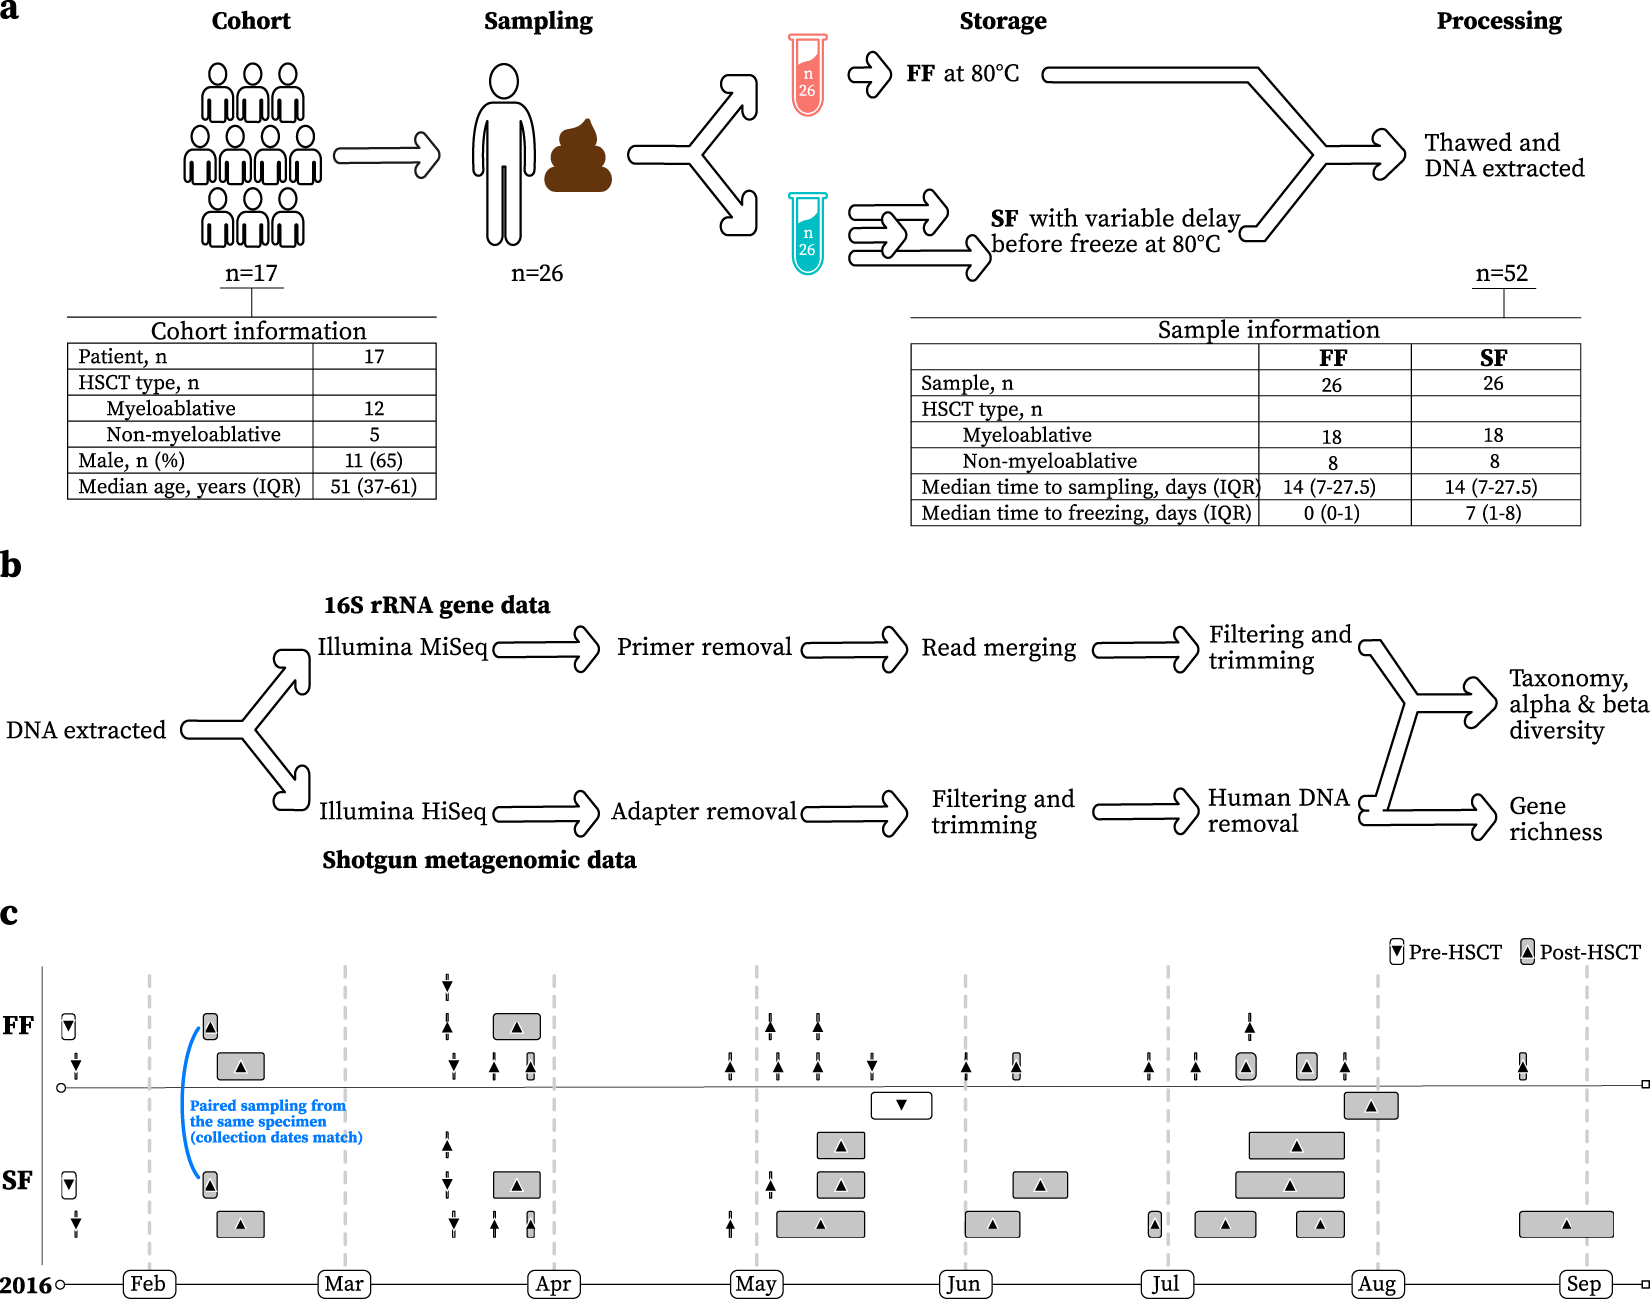 a
Cohort
Sampling
Storage
Processing
n
26
FF at 80°C
Thawed and
DNA extracted
n
26
SF with variable delay
before freeze at 80°C
n=17
n=26
n=52
Cohort information
Patient, n 17
HSCT type, n
Myeloablative 12
Non-myeloablative 5
Male, n (%) 11 (65)
Median age, years (IQR) 51 (37-61)
Sample information
FF SF
Sample, n 26 26
HSCT type, n
Myeloablative 18 18
Non-myeloablative 8 8
Median time to sampling, days (IQR) 14 (7-27.5) 14 (7-27.5)
Median time to freezing, days (IQR) 0 (0-1) 7 (1-8)
b
16S rRNA gene data
Illumina MiSeq
Primer removal
Read merging
Filtering and
trimming
DNA extracted
Taxonomy,
alpha & beta
diversity
Illumina HiSeq
Adapter removal
Filtering and
trimming
Human DNA
removal
Gene
richness
Shotgun metagenomic data
c
Pre-HSCT
Post-HSCT
FF
Paired sampling from
the same specimen
(collection dates match)
SF
2016 Feb Mar Apr May Jun Jul Aug Sep